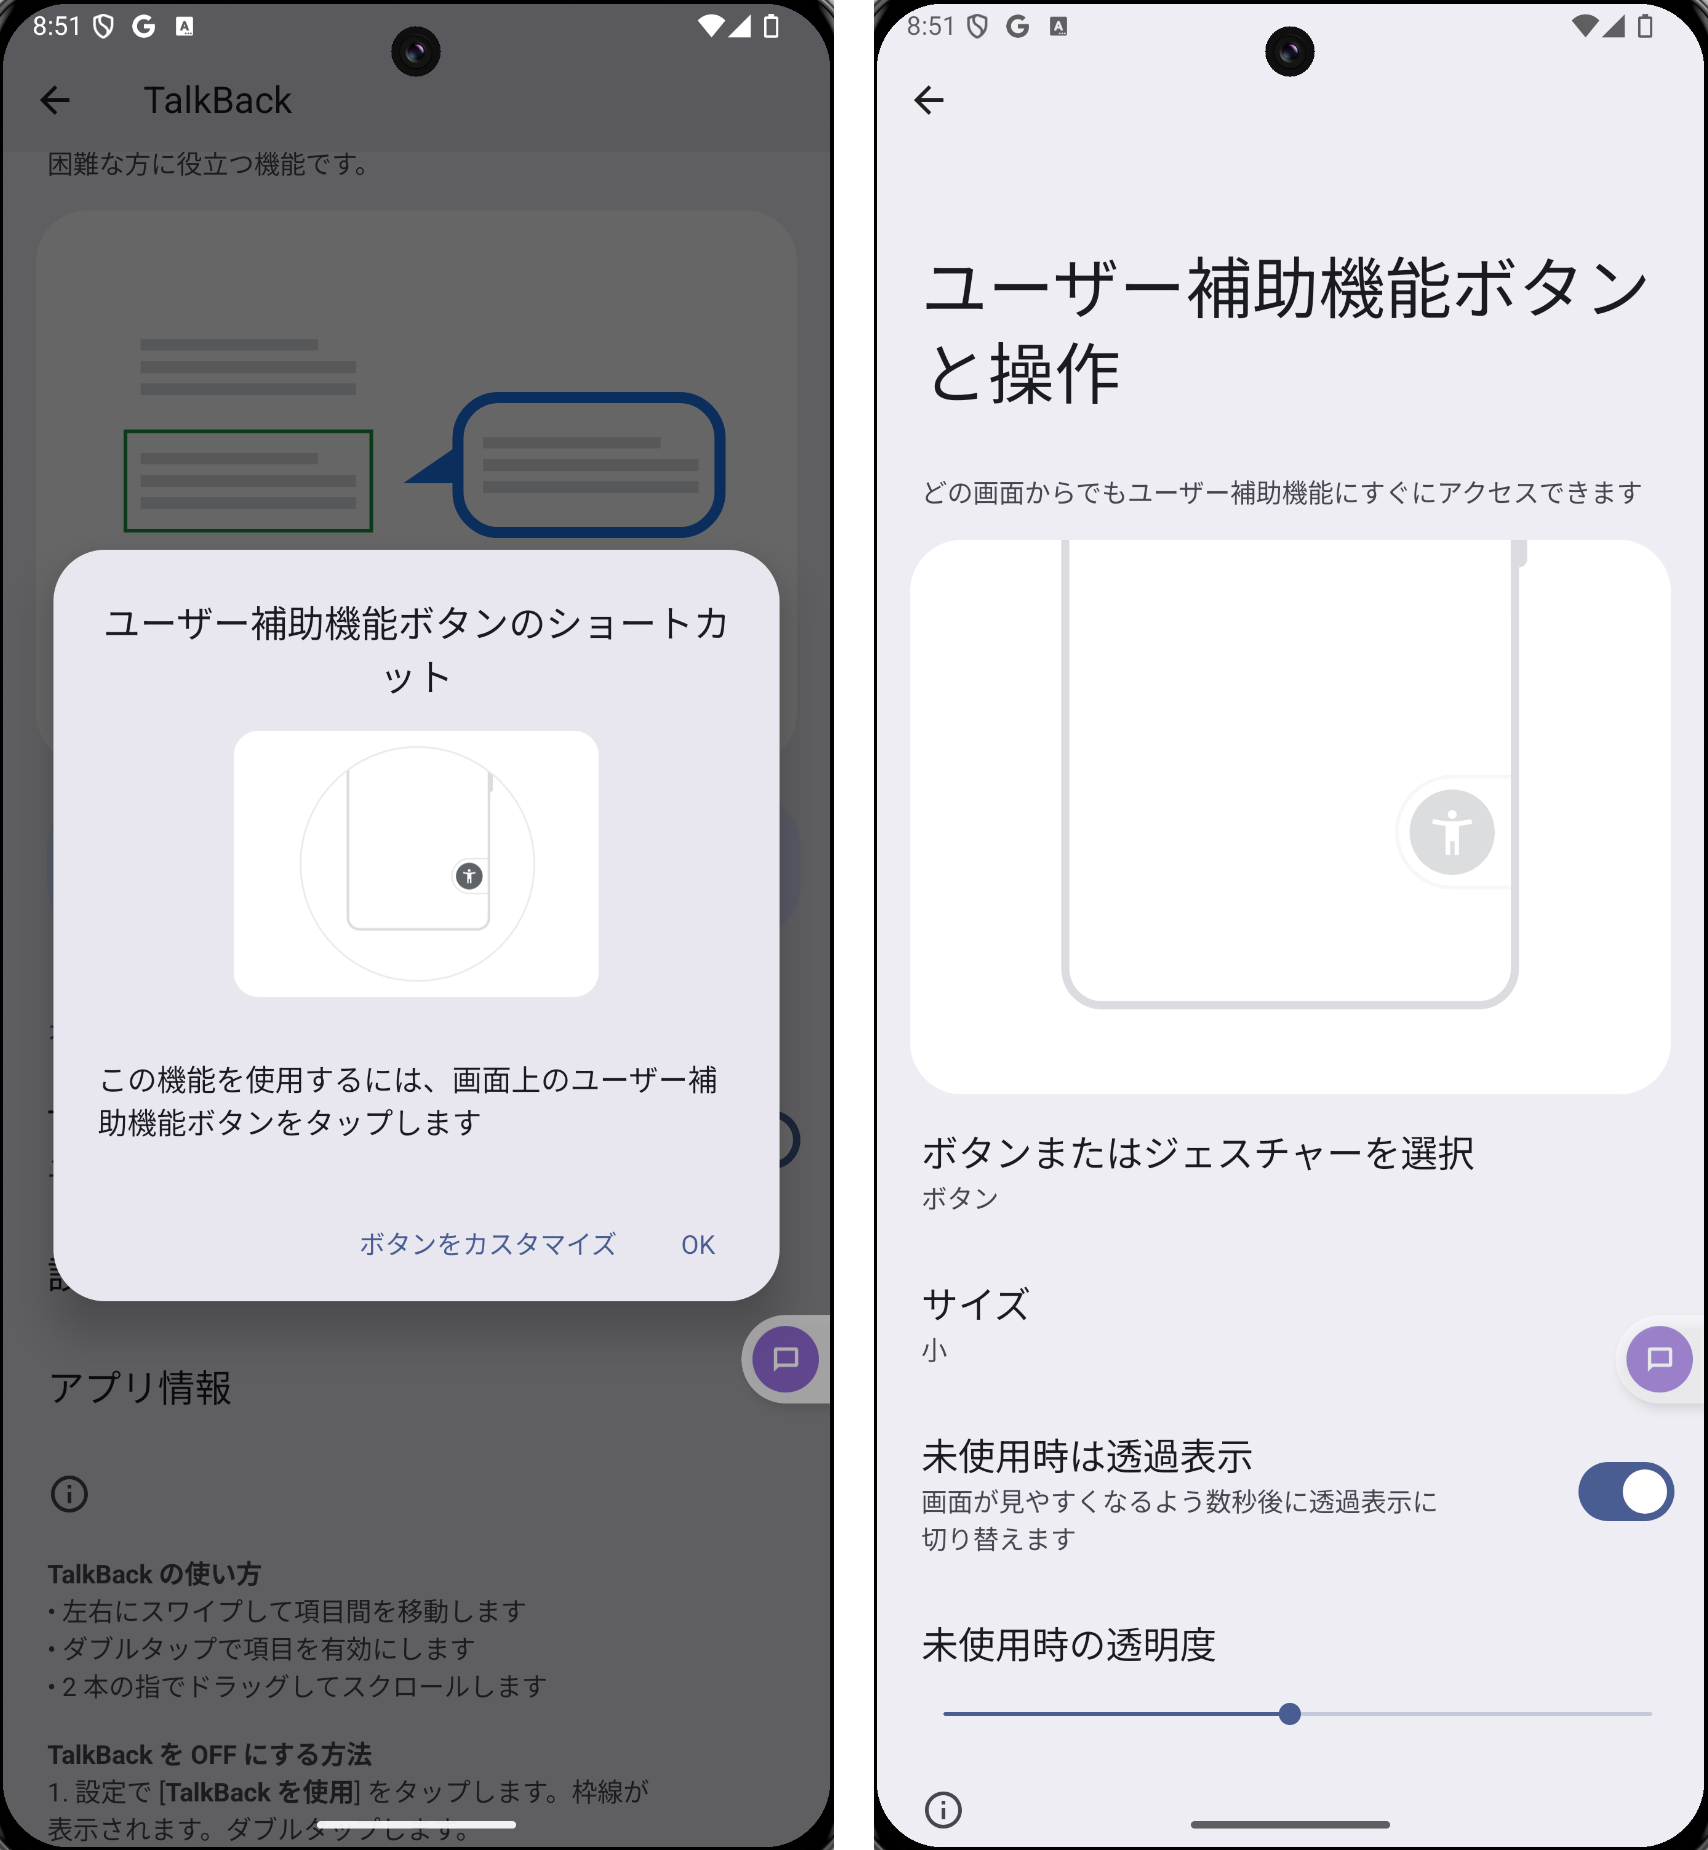 8:51
TalkBack
困難な方に役立つ機能です。
ユーザー補助機能ボタンのショートカ
ット
この機能を使用するには、画面上のユーザー補
助機能ボタンをタップします
ボタンをカスタマイズ
OK
アプリ情報
TalkBack の使い方
• 左右にスワイプして項目間を移動します
• ダブルタップで項目を有効にします
• 2 本の指でドラッグしてスクロールします
TalkBack を OFF にする方法
1. 設定で [TalkBack を使用] をタップします。枠線が
表示されます。ダブルタップします。
8:51
ユーザー補助機能ボタン
と操作
どの画面からでもユーザー補助機能にすぐにアクセスできます
ボタンまたはジェスチャーを選択
ボタン
サイズ
小
未使用時は透過表示
画面が見やすくなるよう数秒後に透過表示に
切り替えます
未使用時の透明度